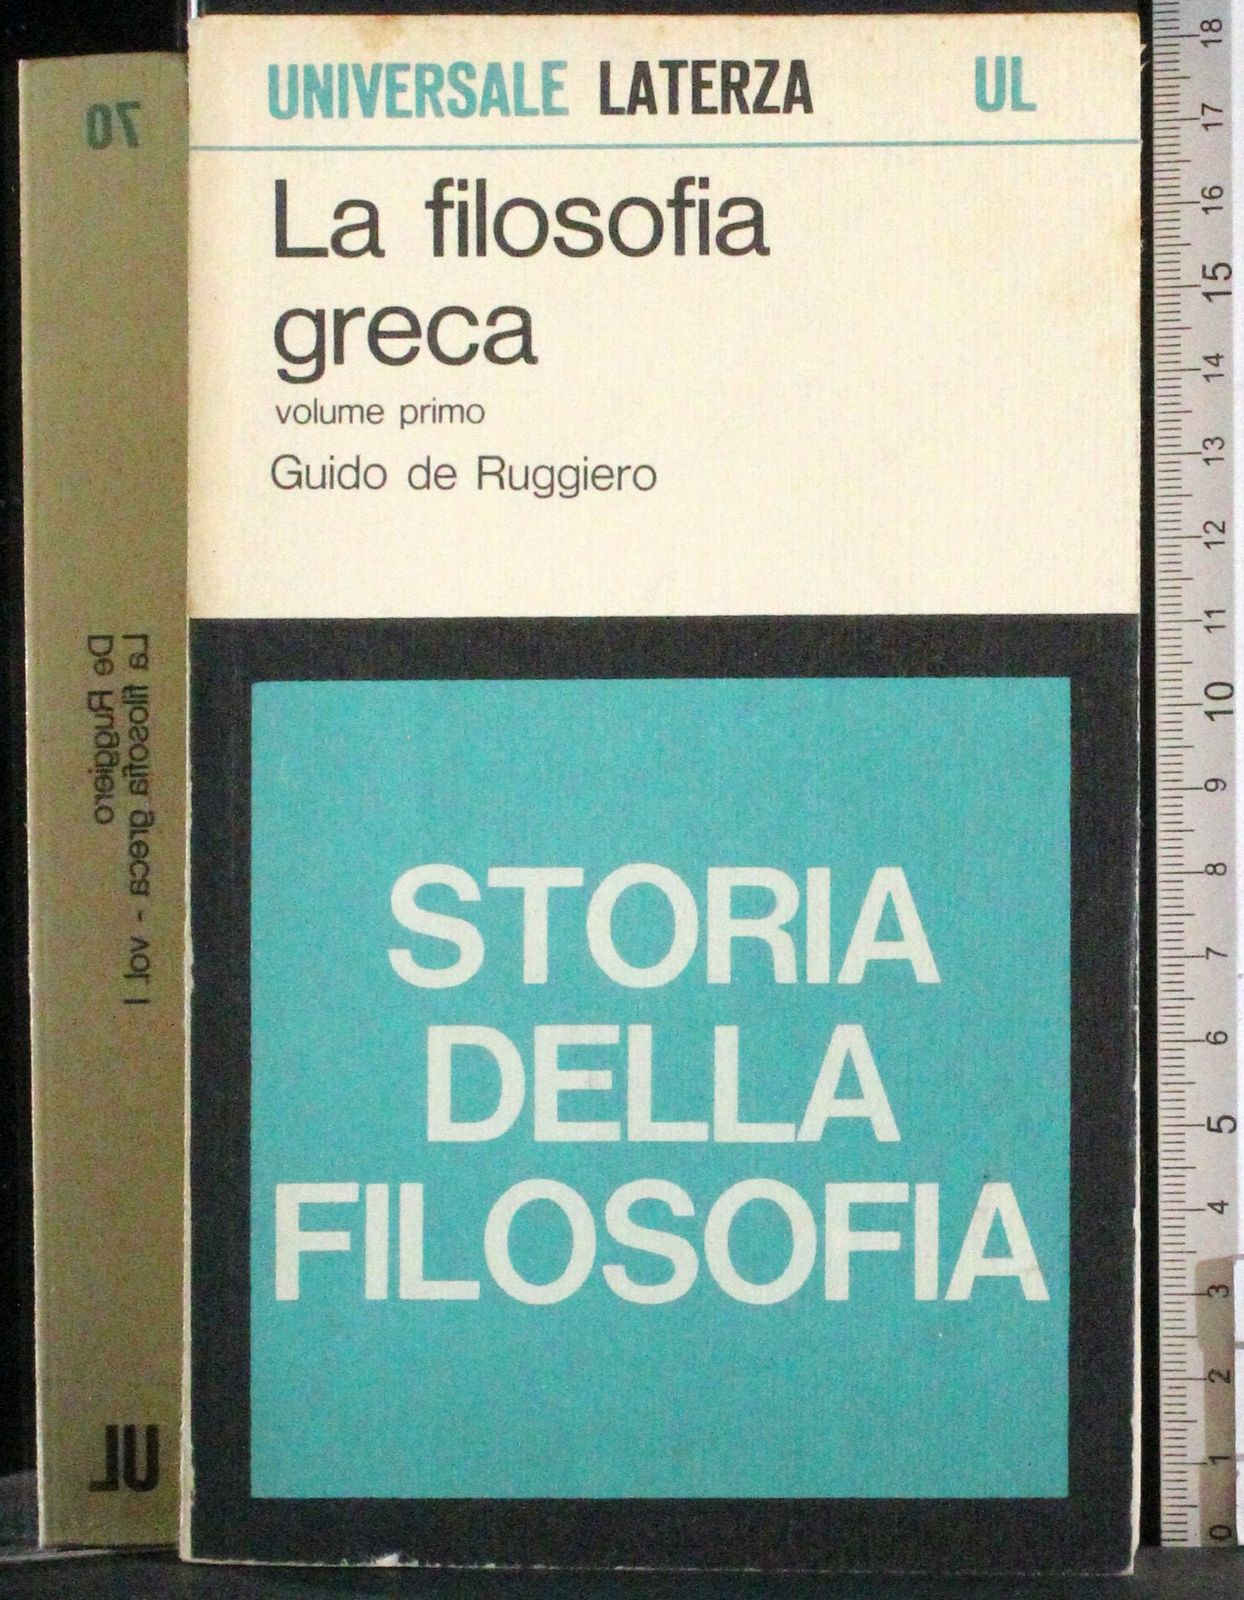 UNIVERSALE LATERZA UL
La filosofia
greca
volume primo
Guido de Ruggiero
STORIA
DELLA
FILOSOFIA
70
La filosofia greca - vol. I
De Ruggiero
UL
18
17
16
15
14
13
12
11
10
9
8
7
6
5
4
3
2
1
0